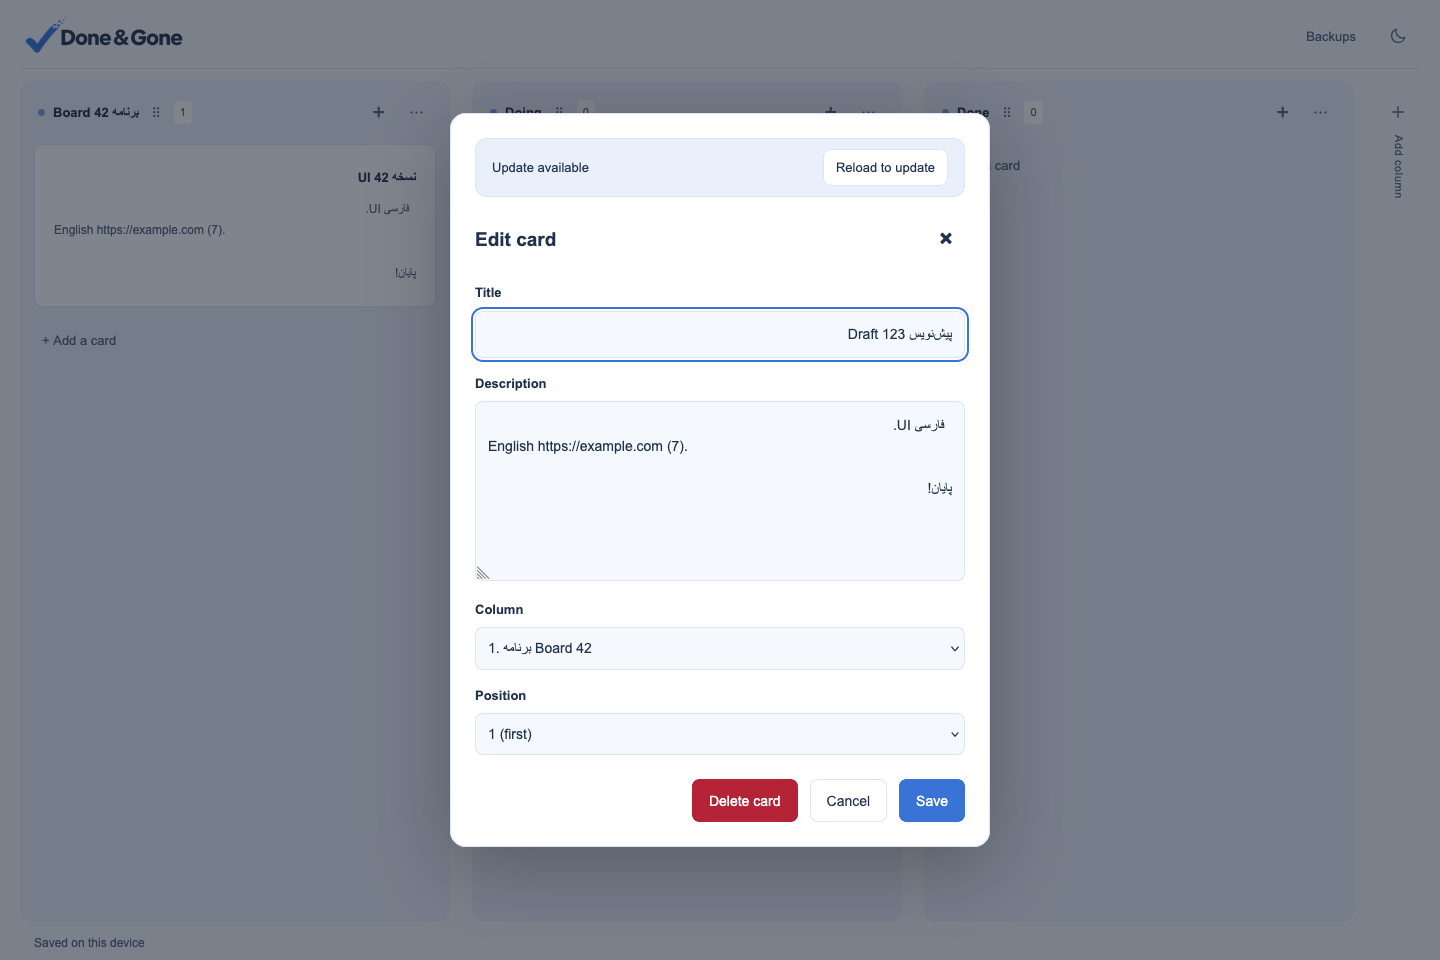 Done & Gone
Backups
برنامه Board 42
1
Doing
0
Done
0
Add column
نسخه UI 42
فارسی UI.
English https://example.com (7).
پایان!
+ Add a card
card
Update available
Reload to update
Edit card
Title
پیش‌نویس Draft 123
Description
فارسی UI.
English https://example.com (7).
پایان!
Column
1. برنامه Board 42
Position
1 (first)
Delete card
Cancel
Save
Saved on this device